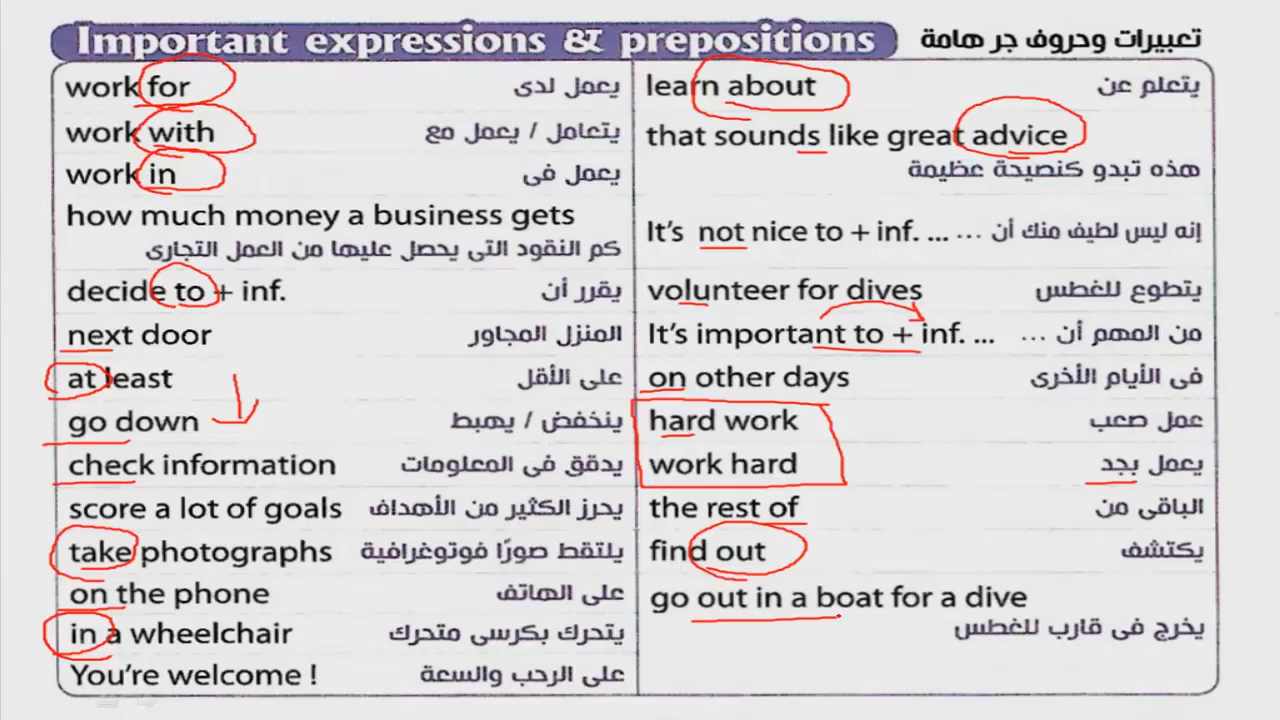 Important expressions & prepositions
تعبيرات وحروف جر هامة
work for يعمل لدى
work with يتعامل / يعمل مع
work in يعمل فى
how much money a business gets
كم النقود التى يحصل عليها من العمل التجارى
decide to + inf. يقرر أن
next door المنزل المجاور
at least على الأقل
go down ينخفض / يهبط
check information يدقق فى المعلومات
score a lot of goals يحرز الكثير من الأهداف
take photographs يلتقط صورًا فوتوغرافية
on the phone على الهاتف
in a wheelchair يتحرك بكرسى متحرك
You're welcome ! على الرحب والسعة
learn about يتعلم عن
that sounds like great advice
هذه تبدو كنصيحة عظيمة
It's not nice to + inf. ... إنه ليس لطيف منك أن ...
volunteer for dives يتطوع للغطس
It's important to + inf. ... من المهم أن ...
on other days فى الأيام الأخرى
hard work عمل صعب
work hard يعمل بجد
the rest of الباقى من
find out يكتشف
go out in a boat for a dive
يخرج فى قارب للغطس